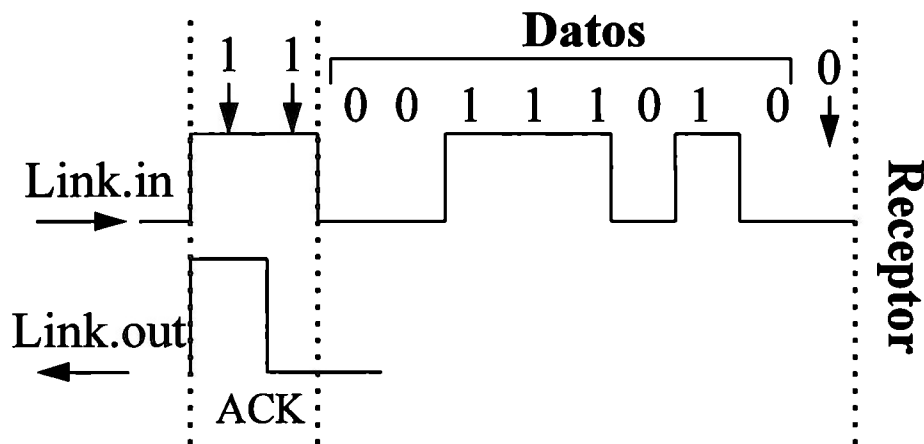 Datos
1 1 0
0 0 1 1 1 0 1 0
Link.in
Receptor
Link.out
ACK